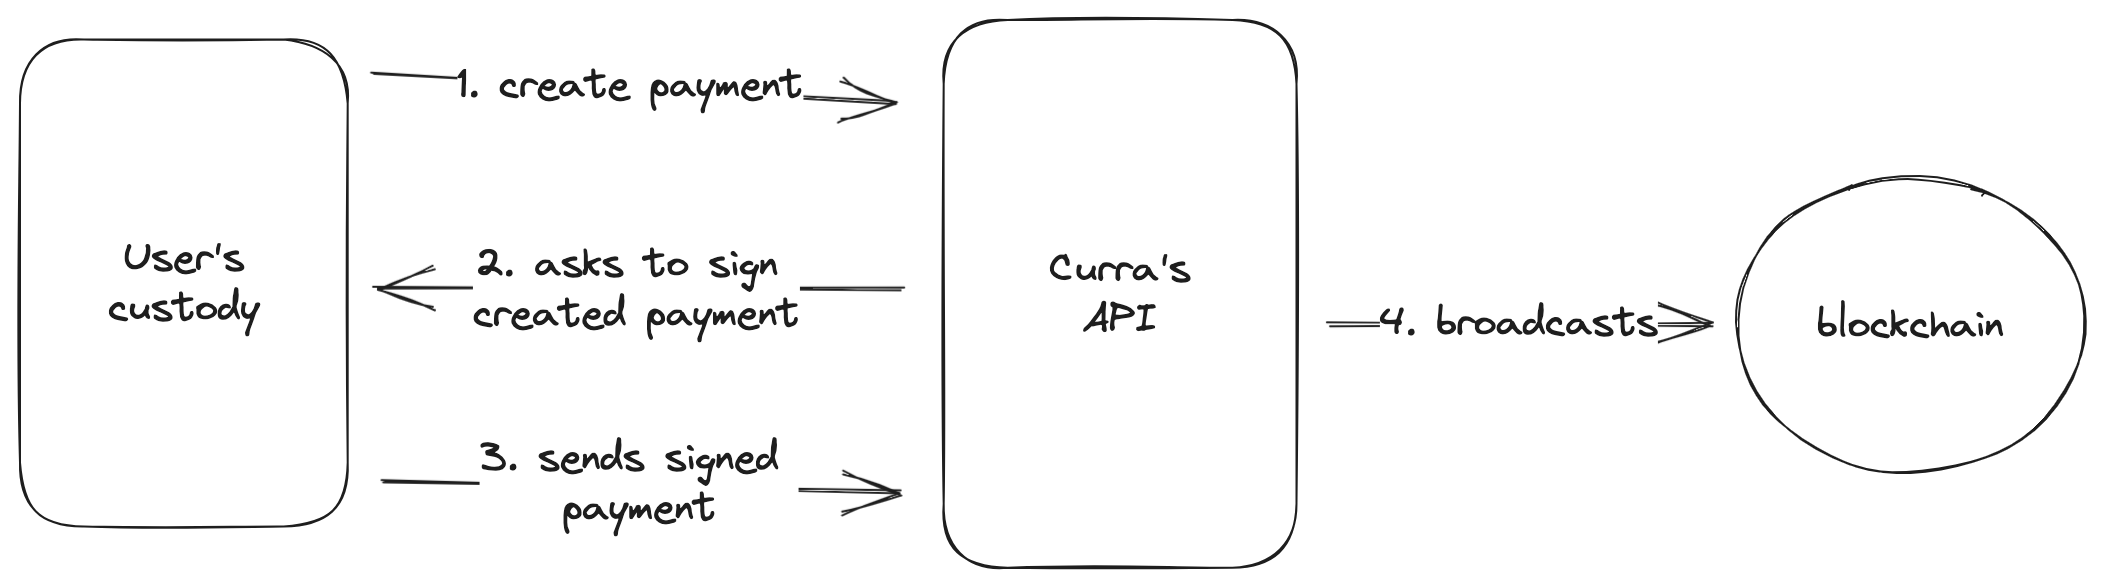 User's
custody
1. create payment
2. asks to sign
created payment
3. sends signed
payment
Curra's
API
4. broadcasts
blockchain